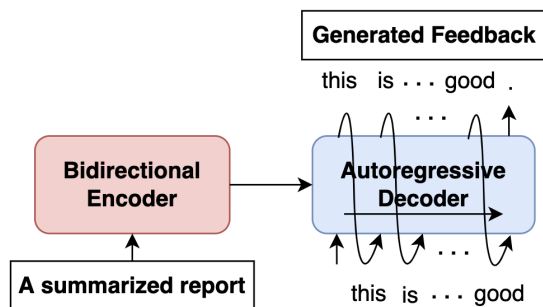 Generated Feedback
this is ... good .
...
Bidirectional
Encoder
Autoregressive
Decoder
...
A summarized report
this is ... good